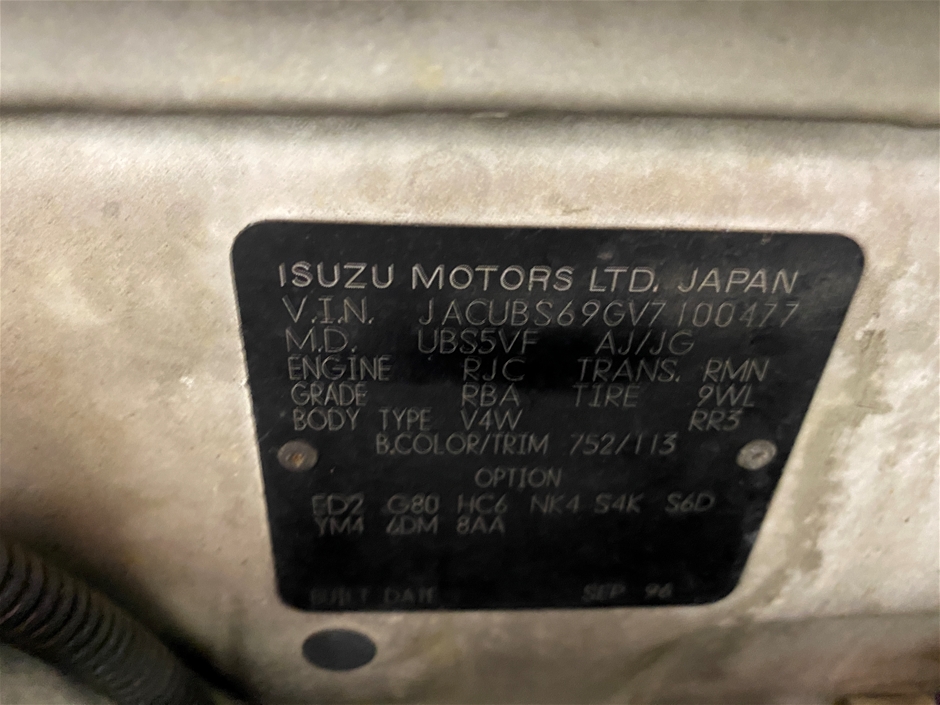 ISUZU MOTORS LTD. JAPAN
V.I.N. JACUBS69GV7100477
M.D. UBS5VF AJ/JG
ENGINE RJC TRANS. RMN
GRADE RBA TIRE 9WL
BODY TYPE V4W RR3
B.COLOR/TRIM 752/113
OPTION
ED2 G80 HC6 NK4 S4K S6D
YM4 6DM 8AA
BUILT DATE SEP 96